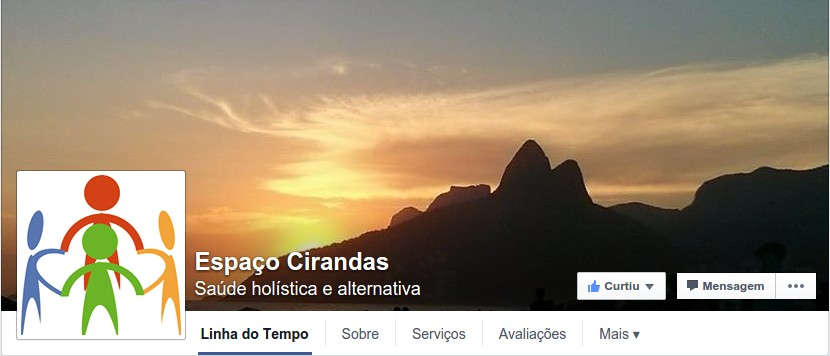 Espaço Cirandas
Saúde holística e alternativa
Curtiu
Mensagem
Linha do Tempo Sobre Serviços Avaliações Mais